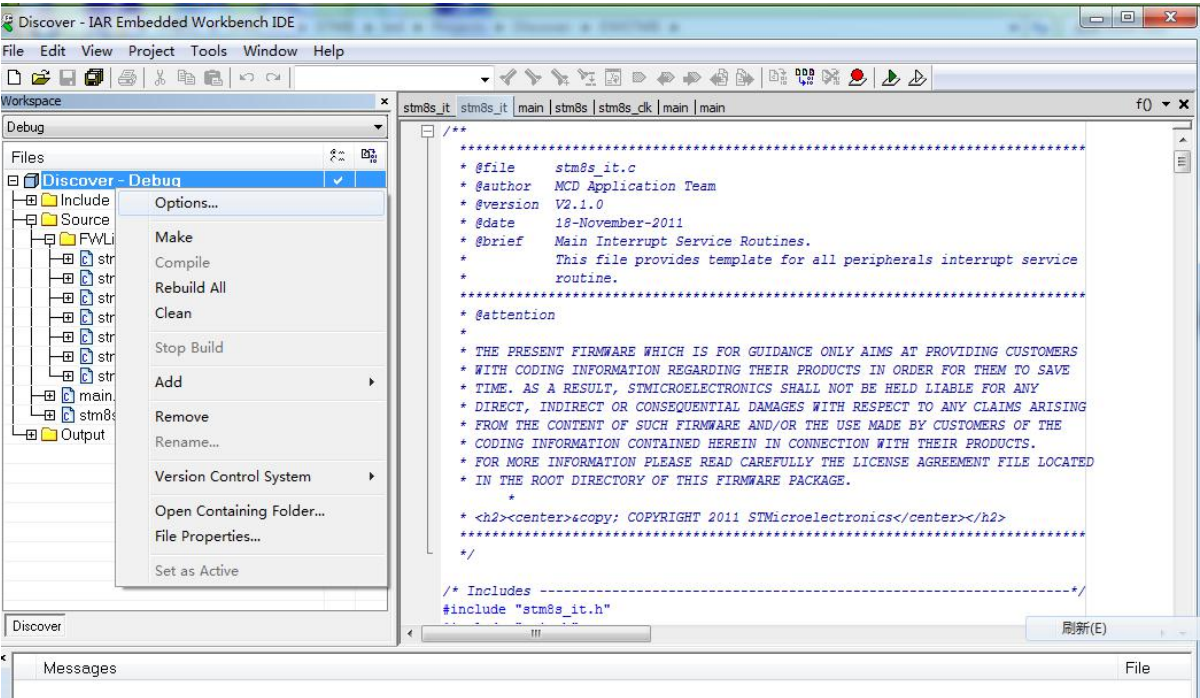 Discover - IAR Embedded Workbench IDE
File Edit View Project Tools Window Help
Workspace
stm8s_it stm8s_it main stm8s stm8s_clk main main
f()
Debug
Files
Discover - Debug
Include
Source
FWLi
str
str
str
str
str
str
str
main.
stm8s
Output
Options...
Make
Compile
Rebuild All
Clean
Stop Build
Add
Remove
Rename...
Version Control System
Open Containing Folder...
File Properties...
Set as Active
Discover
/**
******************************************************************************
* @file stm8s_it.c
* @author MCD Application Team
* @version V2.1.0
* @date 18-November-2011
* @brief Main Interrupt Service Routines.
* This file provides template for all peripherals interrupt service
* routine.
******************************************************************************
* @attention
*
* THE PRESENT FIRMWARE WHICH IS FOR GUIDANCE ONLY AIMS AT PROVIDING CUSTOMERS
* WITH CODING INFORMATION REGARDING THEIR PRODUCTS IN ORDER FOR THEM TO SAVE
* TIME. AS A RESULT, STMICROELECTRONICS SHALL NOT BE HELD LIABLE FOR ANY
* DIRECT, INDIRECT OR CONSEQUENTIAL DAMAGES WITH RESPECT TO ANY CLAIMS ARISING
* FROM THE CONTENT OF SUCH FIRMWARE AND/OR THE USE MADE BY CUSTOMERS OF THE
* CODING INFORMATION CONTAINED HEREIN IN CONNECTION WITH THEIR PRODUCTS.
* FOR MORE INFORMATION PLEASE READ CAREFULLY THE LICENSE AGREEMENT FILE LOCATED
* IN THE ROOT DIRECTORY OF THIS FIRMWARE PACKAGE.
*
* <h2><center>&copy; COPYRIGHT 2011 STMicroelectronics</center></h2>
******************************************************************************
*/
/* Includes ------------------------------------------------------------------*/
#include "stm8s_it.h"
刷新(E)
Messages File